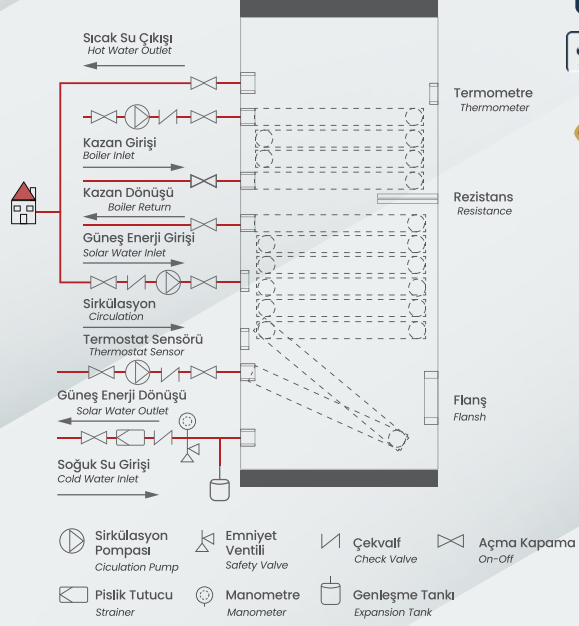 Sıcak Su Çıkışı
Hot Water Outlet
Kazan Girişi
Boiler Inlet
Kazan Dönüşü
Boiler Return
Güneş Enerji Girişi
Solar Water Inlet
Sirkülasyon
Circulation
Termostat Sensörü
Thermostat Sensor
Güneş Enerji Dönüşü
Solar Water Outlet
Soğuk Su Girişi
Cold Water Inlet
Termometre
Thermometer
Rezistans
Resistance
Flanş
Flansh
Sirkülasyon
Pompası
Ciculation Pump
Emniyet
Ventili
Safety Valve
Çekvalf
Check Valve
Açma Kapama
On-Off
Pislik Tutucu
Strainer
Manometre
Manometer
Genleşme Tankı
Expansion Tank